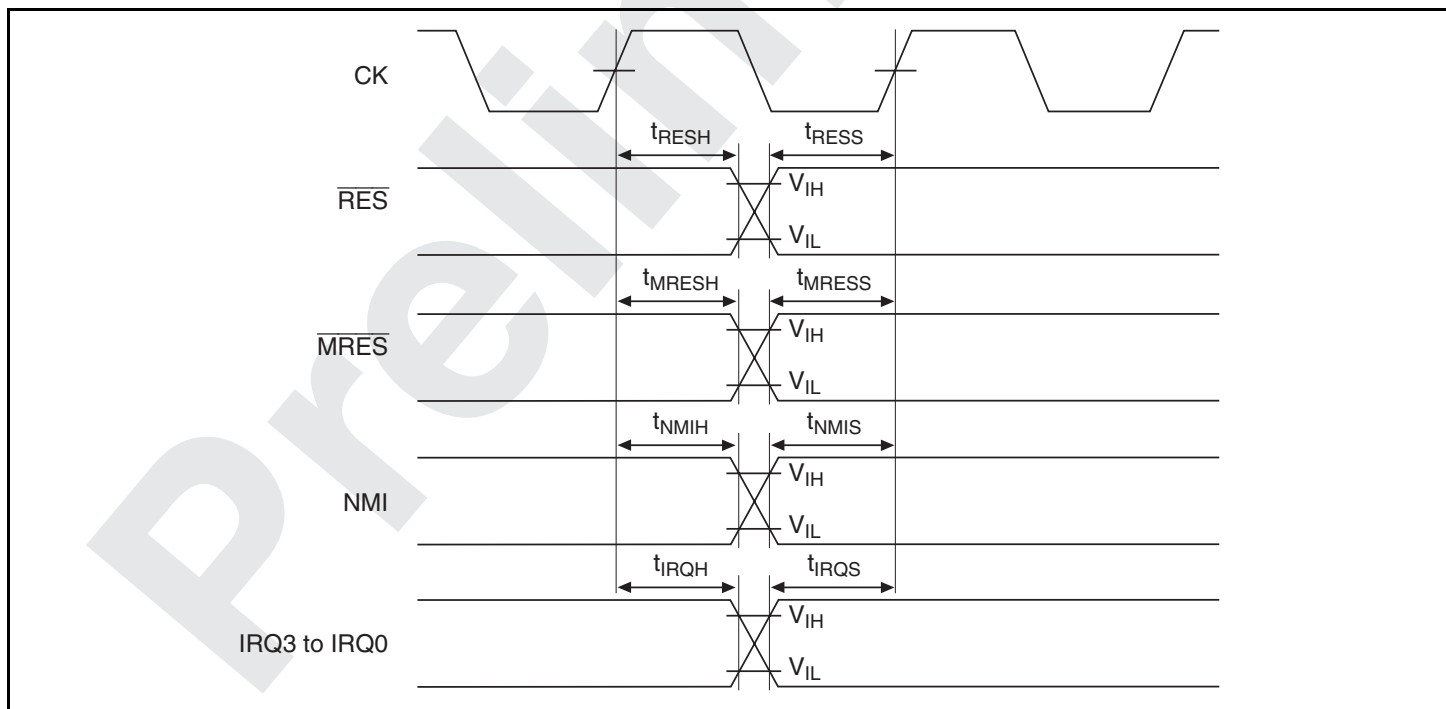 CK
tRESH
tRESS
RES
VIH
VIL
tMRESH
tMRESS
MRES
VIH
VIL
tNMIH
tNMIS
NMI
VIH
VIL
tIRQH
tIRQS
IRQ3 to IRQ0
VIH
VIL
Prelim